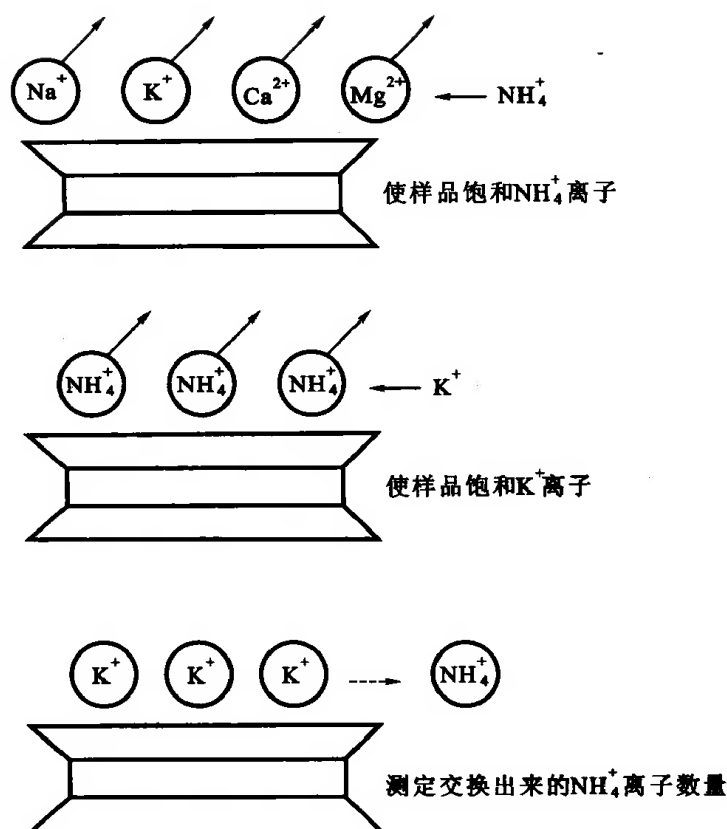 Na⁺ K⁺ Ca²⁺ Mg²⁺ NH₄⁺
使样品饱和NH₄⁺离子
NH₄⁺ NH₄⁺ NH₄⁺ K⁺
使样品饱和K⁺离子
K⁺ K⁺ K⁺ NH₄⁺
测定交换出来的NH₄⁺离子数量